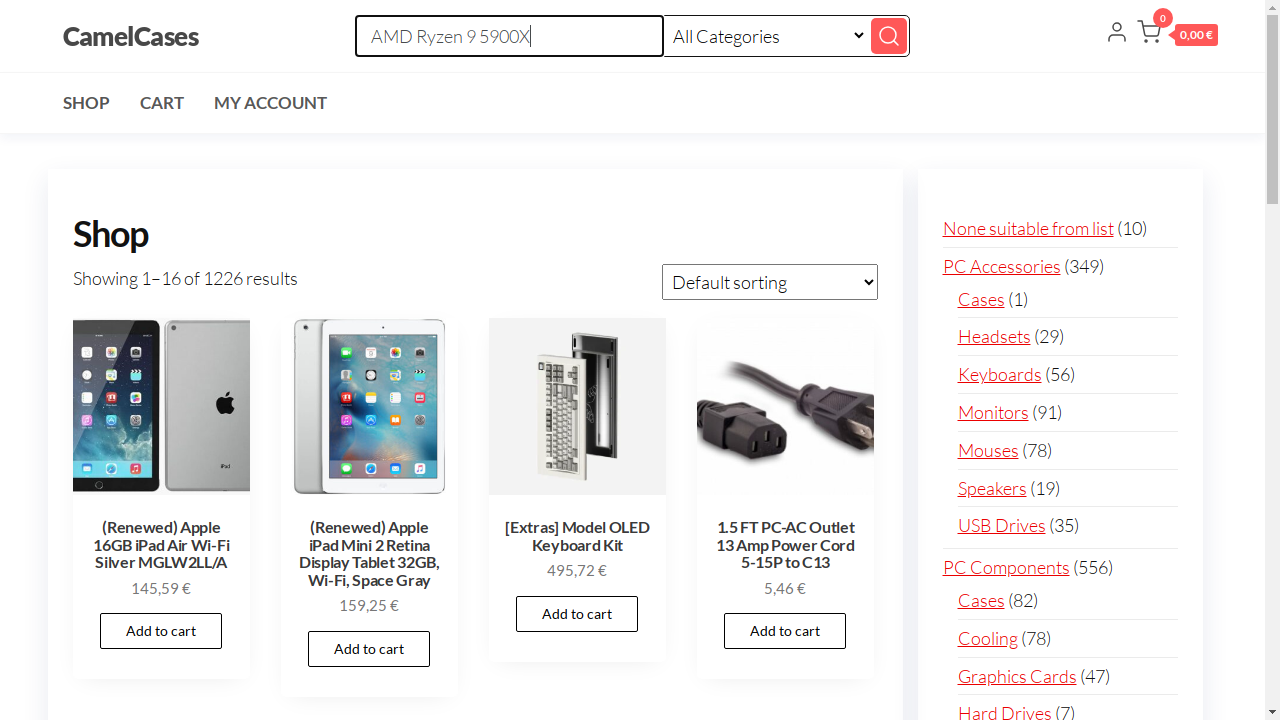 CamelCases
AMD Ryzen 9 5900X
All Categories
0
0,00 €
SHOP
CART
MY ACCOUNT
Shop
Showing 1–16 of 1226 results
Default sorting
(Renewed) Apple
16GB iPad Air Wi-Fi
Silver MGLW2LL/A
145,59 €
Add to cart
(Renewed) Apple
iPad Mini 2 Retina
Display Tablet 32GB,
Wi-Fi, Space Gray
159,25 €
Add to cart
[Extras] Model OLED
Keyboard Kit
495,72 €
Add to cart
1.5 FT PC-AC Outlet
13 Amp Power Cord
5-15P to C13
5,46 €
Add to cart
None suitable from list (10)
PC Accessories (349)
Cases (1)
Headsets (29)
Keyboards (56)
Monitors (91)
Mouses (78)
Speakers (19)
USB Drives (35)
PC Components (556)
Cases (82)
Cooling (78)
Graphics Cards (47)
Hard Drives (7)